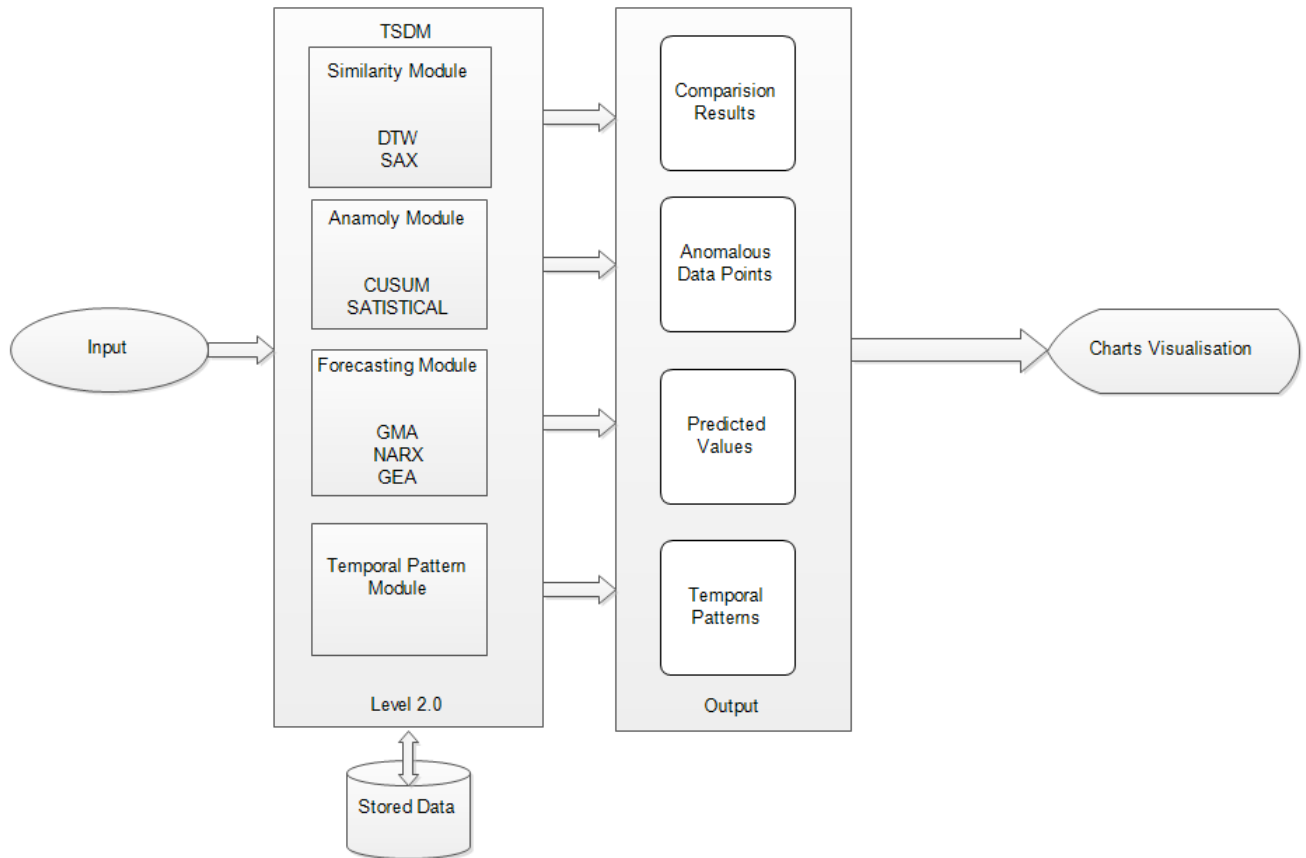 TSDM
Similarity Module
DTW
SAX
Anamoly Module
CUSUM
SATISTICAL
Forecasting Module
GMA
NARX
GEA
Temporal Pattern
Module
Level 2.0
Input
Stored Data
Comparision
Results
Anomalous
Data Points
Predicted
Values
Temporal
Patterns
Output
Charts Visualisation